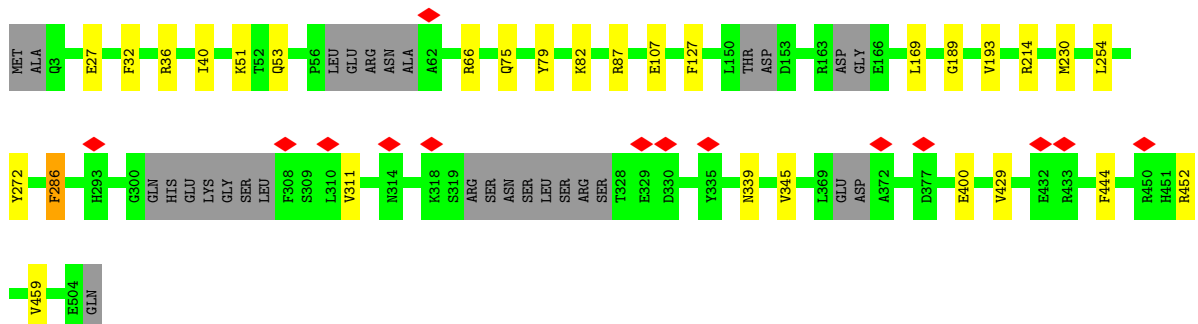 MET ALA Q3 E27 F32 R36 I40 K51 T52 Q53 P56 LEU GLU ARG ASN ALA A62 R66 Q75 Y79 K82 R87 E107 F127 L150 THR ASP D153 R163 ASP GLY E166 L169 G189 V193 R214 M230 L254
Y272 F286 H293 G300 GLN HIS GLU LYS GLY SER LEU F308 S309 L310 V311 N314 K318 S319 ARG SER ASN SER LEU SER ARG SER T328 E329 D330 Y335 N339 V345 L369 GLU ASP A372 D377 E400 V429 E432 R433 F444 R450 H451 R452
V459 E504 GLN